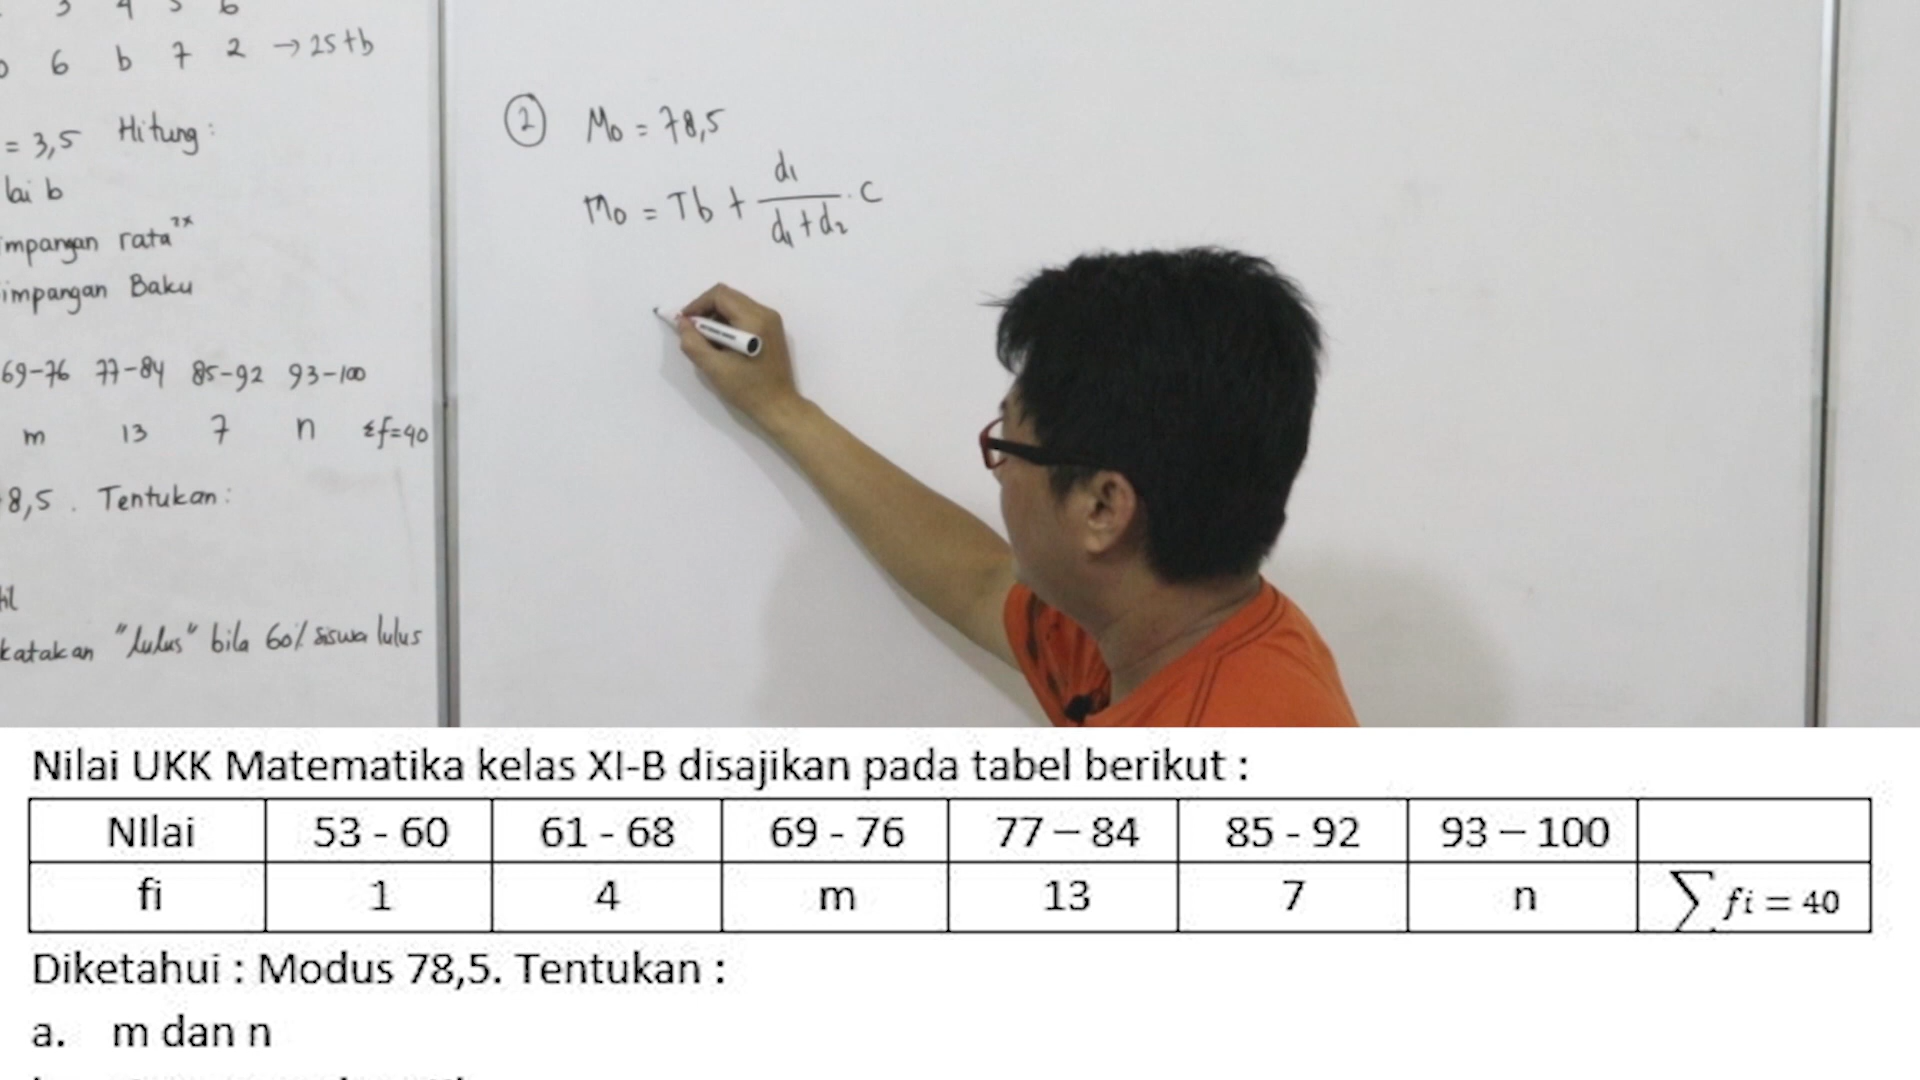 3 4 5 6
6 b 7 2 → 25+b
= 3,5 Hitung:
lai b
mpangan rata²ˣ
impangan Baku
69-76 77-84 85-92 93-100
m 13 7 n Σf=40
8,5. Tentukan:
katakan "lulus" bila 60% siswa lulus
② Mo = 78,5
Mo = Tb + d₁/(d₁+d₂) . C
Nilai UKK Matematika kelas XI-B disajikan pada tabel berikut :
NIlai 53 - 60 61 - 68 69 - 76 77 – 84 85 - 92 93 – 100
fi 1 4 m 13 7 n ∑ fi = 40
Diketahui : Modus 78,5. Tentukan :
a. m dan n